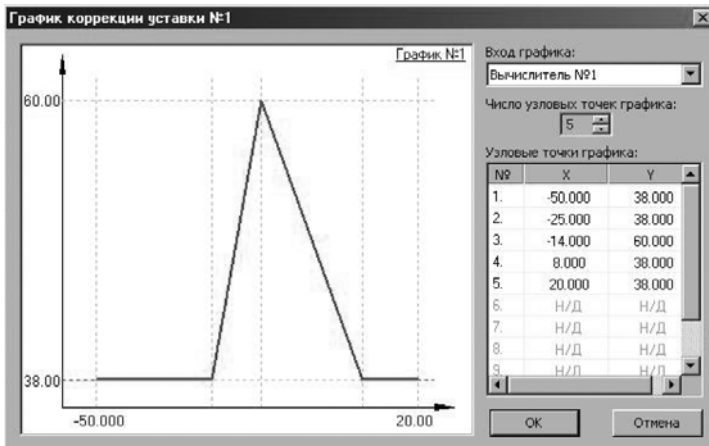 График коррекции уставки №1
График №1
60.00
38.00
-50.000
20.00
Вход графика:
Вычислитель №1
Число узловых точек графика:
5
Узловые точки графика:
№ X Y
1. -50.000 38.000
2. -25.000 38.000
3. -14.000 60.000
4. 8.000 38.000
5. 20.000 38.000
6. Н/Д Н/Д
7. Н/Д Н/Д
8. Н/Д Н/Д
9. Н/Д Н/Д
OK
Отмена